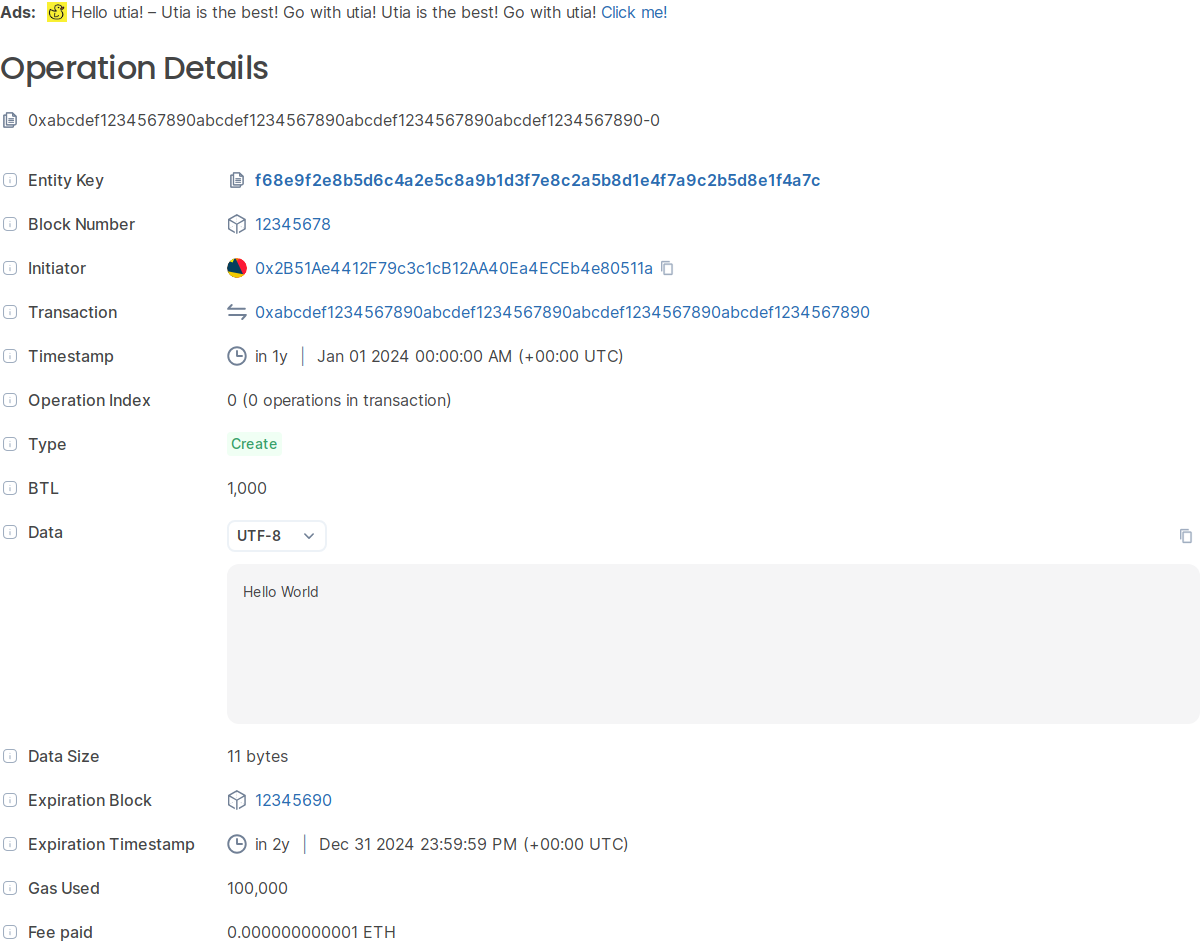 Ads: Hello utia! – Utia is the best! Go with utia! Utia is the best! Go with utia! Click me!
Operation Details
0xabcdef1234567890abcdef1234567890abcdef1234567890abcdef1234567890-0
Entity Key f68e9f2e8b5d6c4a2e5c8a9b1d3f7e8c2a5b8d1e4f7a9c2b5d8e1f4a7c
Block Number 12345678
Initiator 0x2B51Ae4412F79c3c1cB12AA40Ea4ECEb4e80511a
Transaction 0xabcdef1234567890abcdef1234567890abcdef1234567890abcdef1234567890
Timestamp in 1y | Jan 01 2024 00:00:00 AM (+00:00 UTC)
Operation Index 0 (0 operations in transaction)
Type Create
BTL 1,000
Data UTF-8
Hello World
Data Size 11 bytes
Expiration Block 12345690
Expiration Timestamp in 2y | Dec 31 2024 23:59:59 PM (+00:00 UTC)
Gas Used 100,000
Fee paid 0.000000000001 ETH